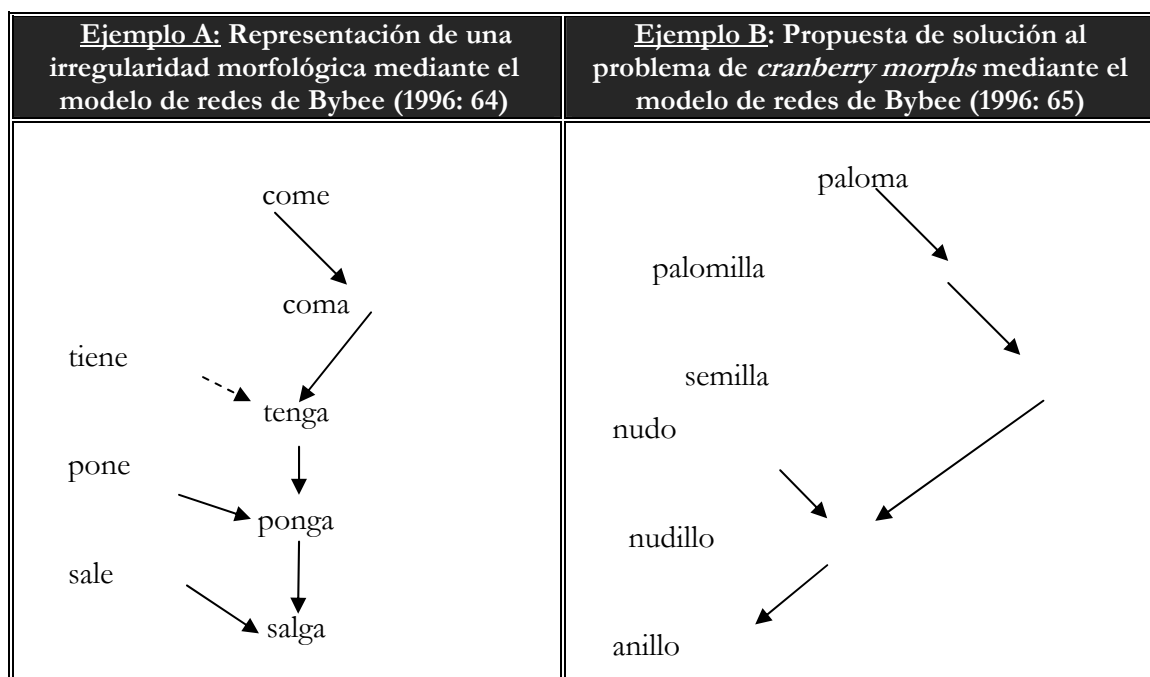 Ejemplo A: Representación de una
irregularidad morfológica mediante el
modelo de redes de Bybee (1996: 64)
Ejemplo B: Propuesta de solución al
problema de cranberry morphs mediante el
modelo de redes de Bybee (1996: 65)
come
coma
tiene
tenga
pone
ponga
sale
salga
paloma
palomilla
semilla
nudo
nudillo
anillo